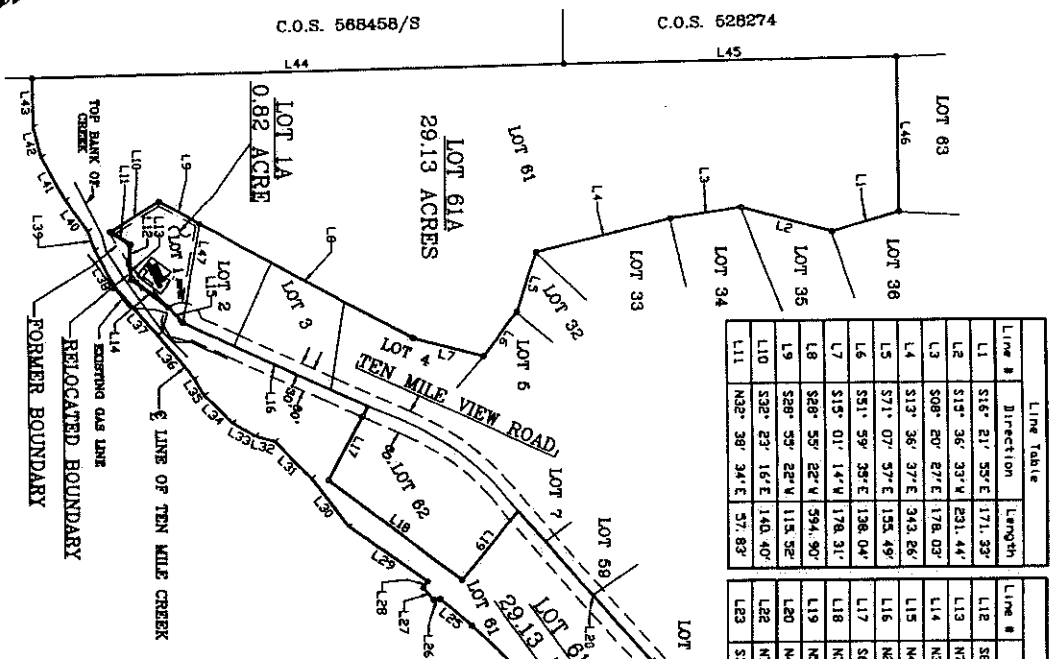 C.O.S. 568458/S
C.O.S. 528274
L44
L45
LOT 63
L46
L43
L42
L41
L40
L39
TOP BANK OF
CREEK
LOT 1A
0.82 ACRE
LOT 61A
29.13 ACRES
LOT 61
L4
L3
L1
L2
LOT 36
LOT 35
LOT 34
LOT 33
LOT 32
L5
L6
LOT 5
L7
LOT 4
L8
LOT 3
LOT 2
L47
L9
L10
L11
L12
L13
LOT 1
L15
L38
L37
L14
L36
L35
L34
L33
L32
L31
L30
L29
L28
L27
L26
L25
L16
L17
L18
L19
L20
TEN MILE VIEW ROAD
LOT 62
LOT 7
LOT 59
LOT
LOT 61
LOT 61
29.13
EXISTING GAS LINE
FORMER BOUNDARY
RELOCATED BOUNDARY
℄ LINE OF TEN MILE CREEK
Line Table
Line # Direction Length
L1 S16° 21' 55"E 171.33'
L2 S15° 36' 33"W 231.44'
L3 S08° 20' 27"E 178.03'
L4 S13° 36' 37"E 343.26'
L5 S71° 07' 57"E 155.49'
L6 S51° 59' 35"E 138.04'
L7 S15° 01' 14"W 178.31'
L8 S28° 55' 22"W 594.90'
L9 S28° 55' 22"W 115.52'
L10 S32° 23' 16"E 140.40'
L11 N32° 38' 34"E 57.83'
Line #
L12
L13
L14
L15
L16
L17
L18
L19
L20
L22
L23